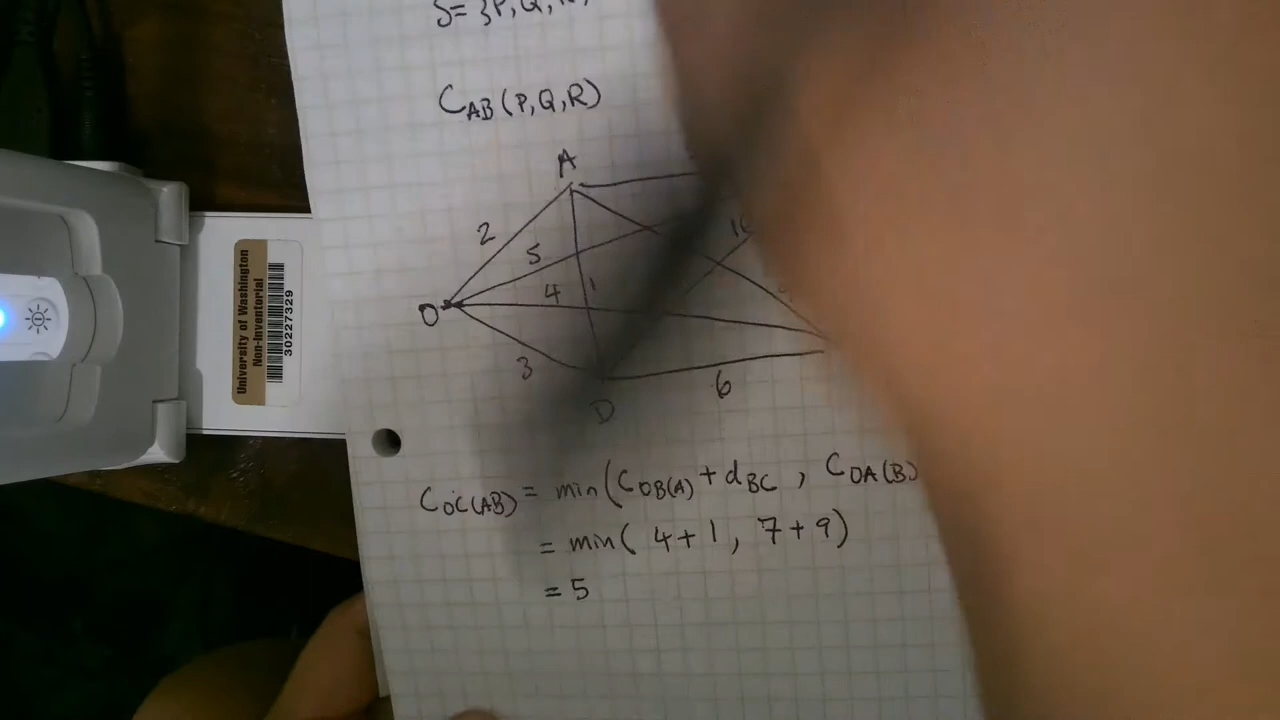 S= {P,Q,R,
C_AB(P,Q,R)
A
2
5
1
4
O
3
6
D
C_OC(AB) = min(C_OB(A) + d_BC , C_OA(B)
= min( 4+1, 7+9)
= 5
University of Washington
Non-Inventorial
30227329